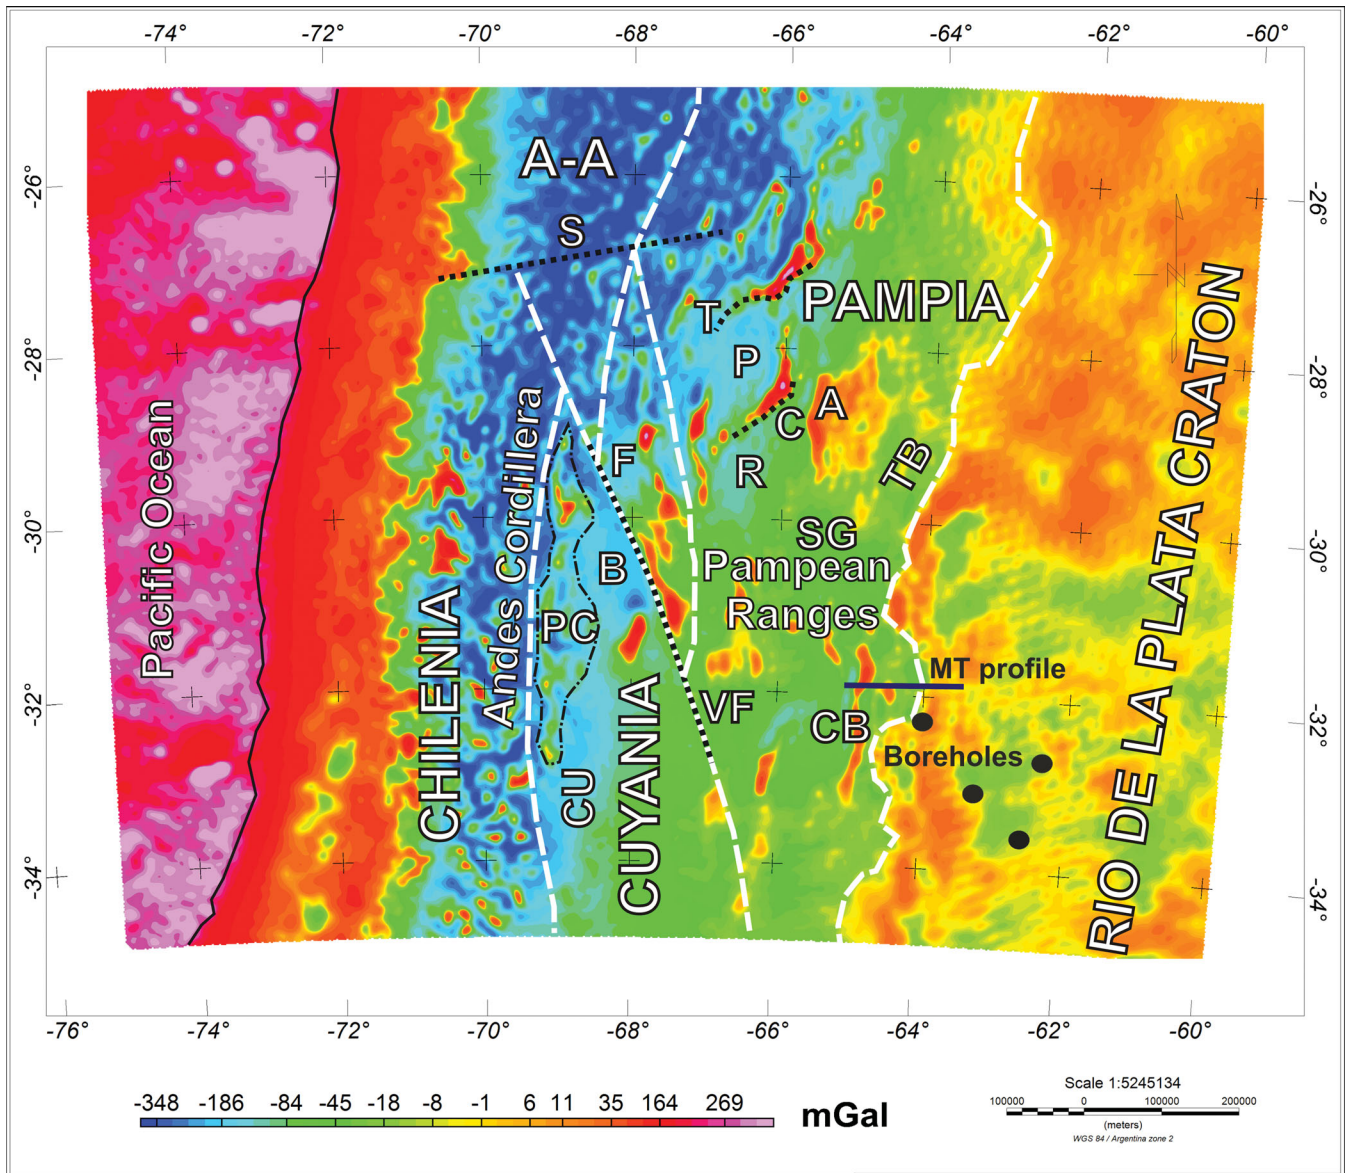 -74° -72° -70° -68° -66° -64° -62° -60°
-26° -26°
-28° -28°
-30° -30°
-32° -32°
-34° -34°
A-A
S
T
PAMPIA
P
A
C
F
R
TB
SG
Pampean
Ranges
B
PC
VF
CB
CU
MT profile
Boreholes
Pacific Ocean
CHILENIA
Andes Cordillera
CUYANIA
RIO DE LA PLATA CRATON
N
-76° -74° -72° -70° -68° -66° -64° -62° -60°
-348 -186 -84 -45 -18 -8 -1 6 11 35 164 269
mGal
Scale 1:5245134
100000 0 100000 200000
(meters)
WGS 84 / Argentina zone 2